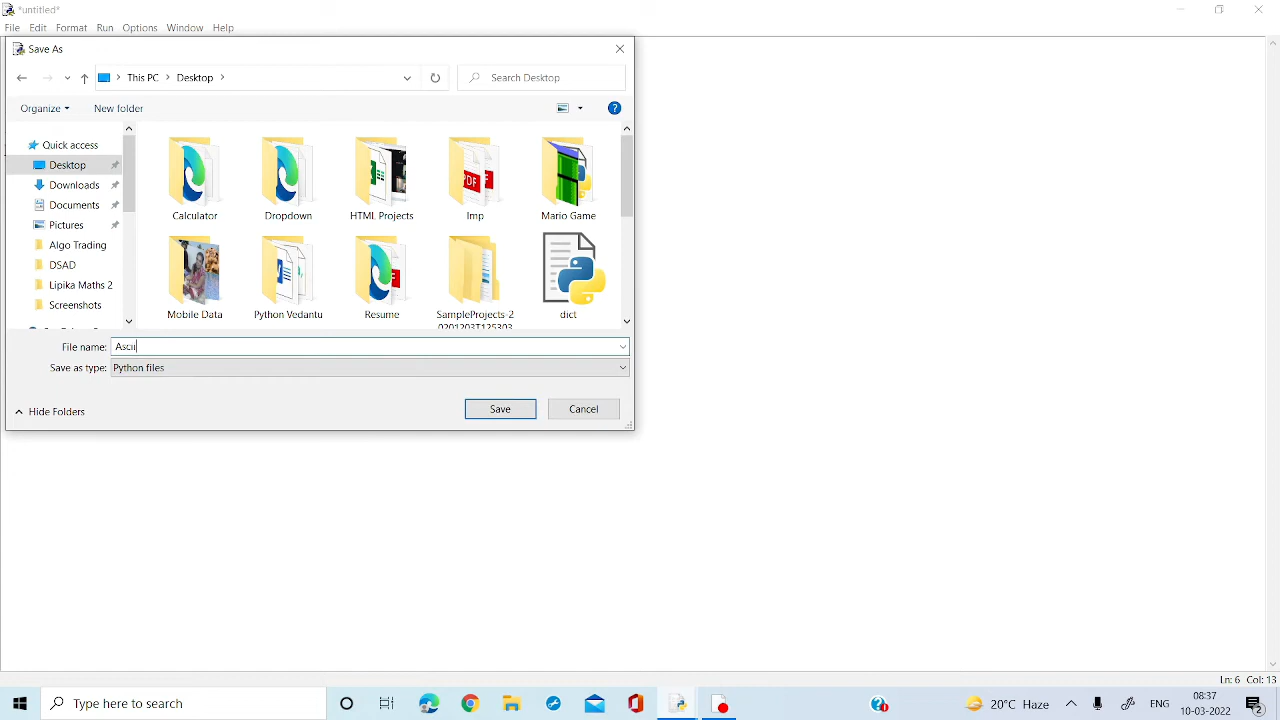 *untitled*
File Edit Format Run Options Window Help
Save As
This PC Desktop
Search Desktop
Organize New folder
Quick access
Desktop
Downloads
Documents
Pictures
Algo Trading
DSAD
Lipika Maths 2
Screenshots
Calculator Dropdown HTML Projects Imp Mario Game
Mobile Data Python Vedantu Resume SampleProjects-2 dict
0201203T125303
File name: Ascii
Save as type: Python files
Hide Folders Save Cancel
Ln: 6 Col: 13
Type here to search
20°C Haze ENG 08:37
10-03-2022 2